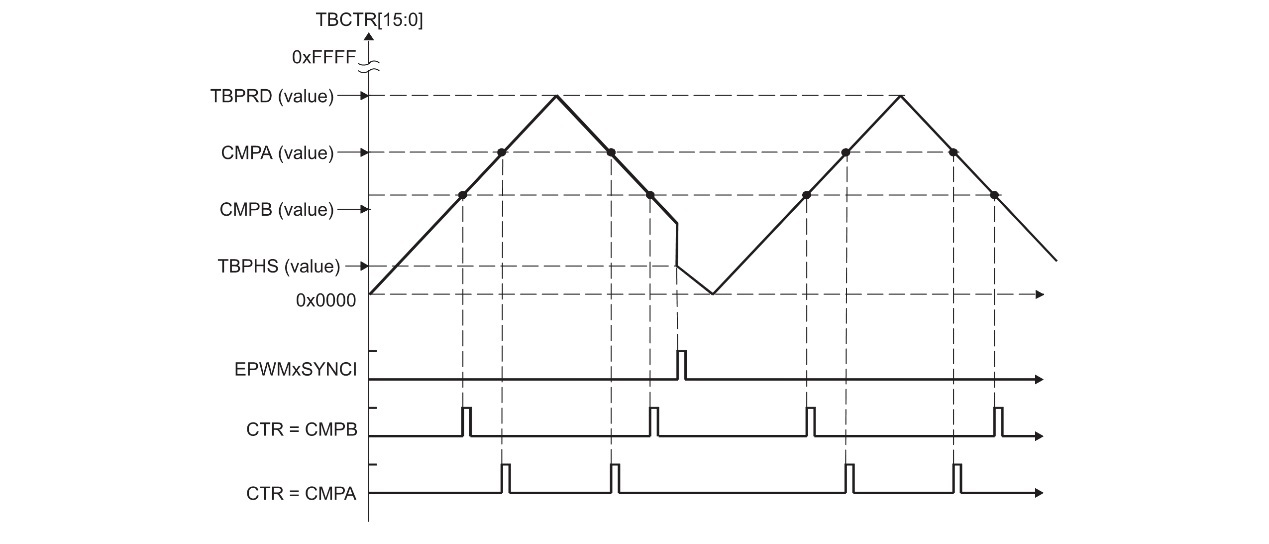 TBCTR[15:0]
0xFFFF
TBPRD (value)
CMPA (value)
CMPB (value)
TBPHS (value)
0x0000
EPWMxSYNCI
CTR = CMPB
CTR = CMPA